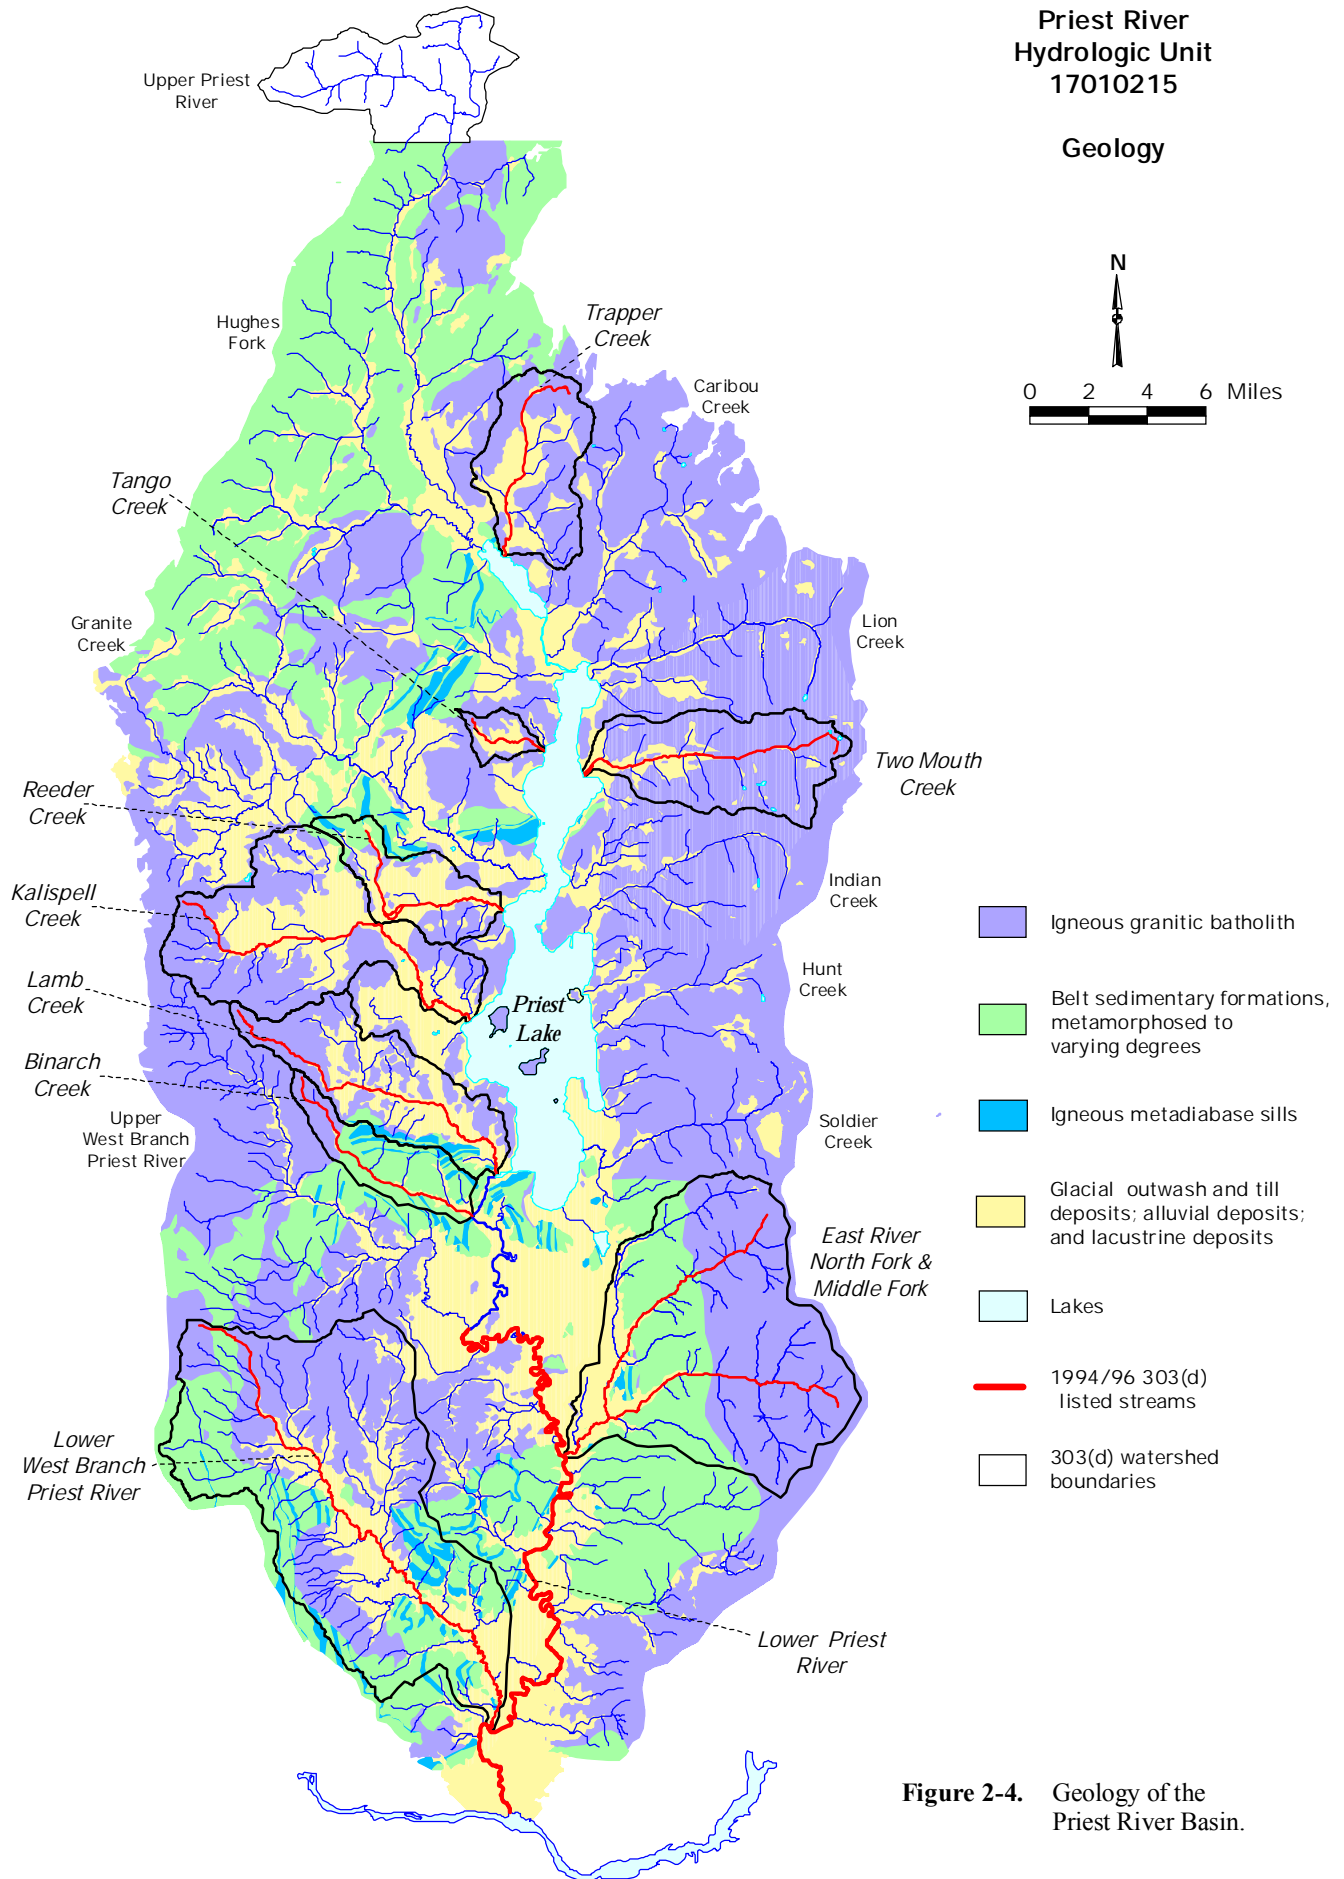 Priest River
Hydrologic Unit
17010215
Geology
N
0 2 4 6 Miles
Upper Priest
River
Hughes
Fork
Trapper
Creek
Caribou
Creek
Tango
Creek
Granite
Creek
Lion
Creek
Two Mouth
Creek
Reeder
Creek
Kalispell
Creek
Indian
Creek
Lamb
Creek
Hunt
Creek
Priest
Lake
Binarch
Creek
Upper
West Branch
Priest River
Soldier
Creek
East River
North Fork &
Middle Fork
Lower
West Branch
Priest River
Lower Priest
River
Igneous granitic batholith
Belt sedimentary formations,
metamorphosed to
varying degrees
Igneous metadiabase sills
Glacial outwash and till
deposits; alluvial deposits;
and lacustrine deposits
Lakes
1994/96 303(d)
listed streams
303(d) watershed
boundaries
Figure 2-4. Geology of the
Priest River Basin.